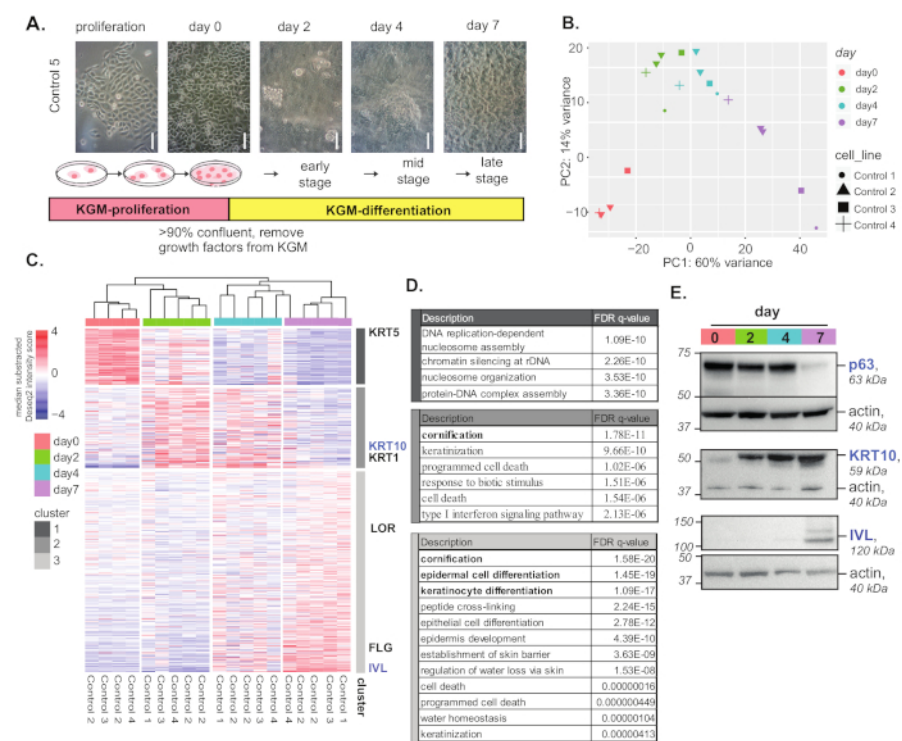 A.
proliferation day 0 day 2 day 4 day 7
Control 5
early stage
mid stage
late stage
KGM-proliferation
KGM-differentiation
>90% confluent, remove
growth factors from KGM
B.
PC2: 14% variance
20
10
0
−10
−20 0 20 40
PC1: 60% variance
day
day0
day2
day4
day7
cell_line
Control 1
Control 2
Control 3
Control 4
C.
median substracted
Deseq2 intensity score
4
2
0
−2
−4
day0
day2
day4
day7
cluster
1
2
3
KRT5
KRT10
KRT1
LOR
FLG
IVL
cluster
Control 2
Control 3
Control 2
Control 4
Control 1
Control 3
Control 4
Control 2
Control 2
Control 1
Control 2
Control 3
Control 4
Control 4
Control 2
Control 2
Control 3
Control 1
D.
Description FDR q-value
DNA replication-dependent
nucleosome assembly 1.09E-10
chromatin silencing at rDNA 2.26E-10
nucleosome organization 3.53E-10
protein-DNA complex assembly 3.36E-10
Description FDR q-value
cornification 1.78E-11
keratinization 9.66E-10
programmed cell death 1.02E-06
response to biotic stimulus 1.51E-06
cell death 1.54E-06
type I interferon signaling pathway 2.13E-06
Description FDR q-value
cornification 1.58E-20
epidermal cell differentiation 1.45E-19
keratinocyte differentiation 1.09E-17
peptide cross-linking 2.24E-15
epithelial cell differentiation 2.78E-12
epidermis development 4.39E-10
establishment of skin barrier 3.63E-09
regulation of water loss via skin 1.53E-08
cell death 0.00000016
programmed cell death 0.000000449
water homeostasis 0.00000104
keratinization 0.00000413
E.
day
0 2 4 7
75
50
37
p63,
63 kDa
actin,
40 kDa
50
37
KRT10,
59 kDa
actin,
40 kDa
150
100
50
37
IVL,
120 kDa
actin,
40 kDa